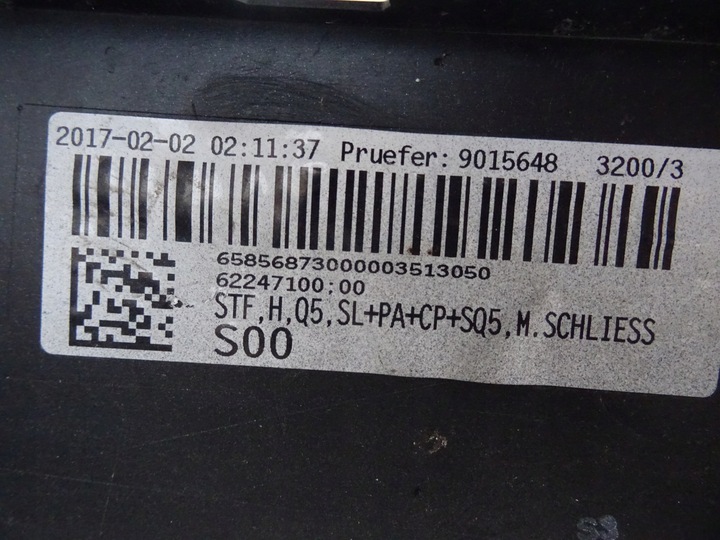 2017-02-02 02:11:37 Pruefer: 9015648 3200/3
65856873000003513050
62247100:00
STF,H,Q5,SL+PA+CP+SQ5,M.SCHLIESS
S00